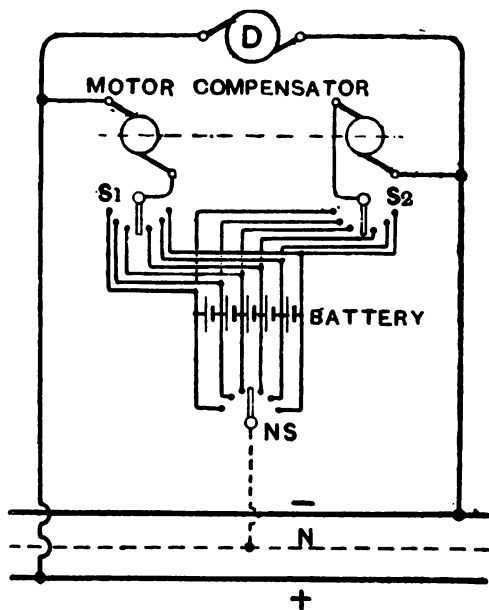 D
MOTOR COMPENSATOR
S1
S2
BATTERY
NS
−
N
+